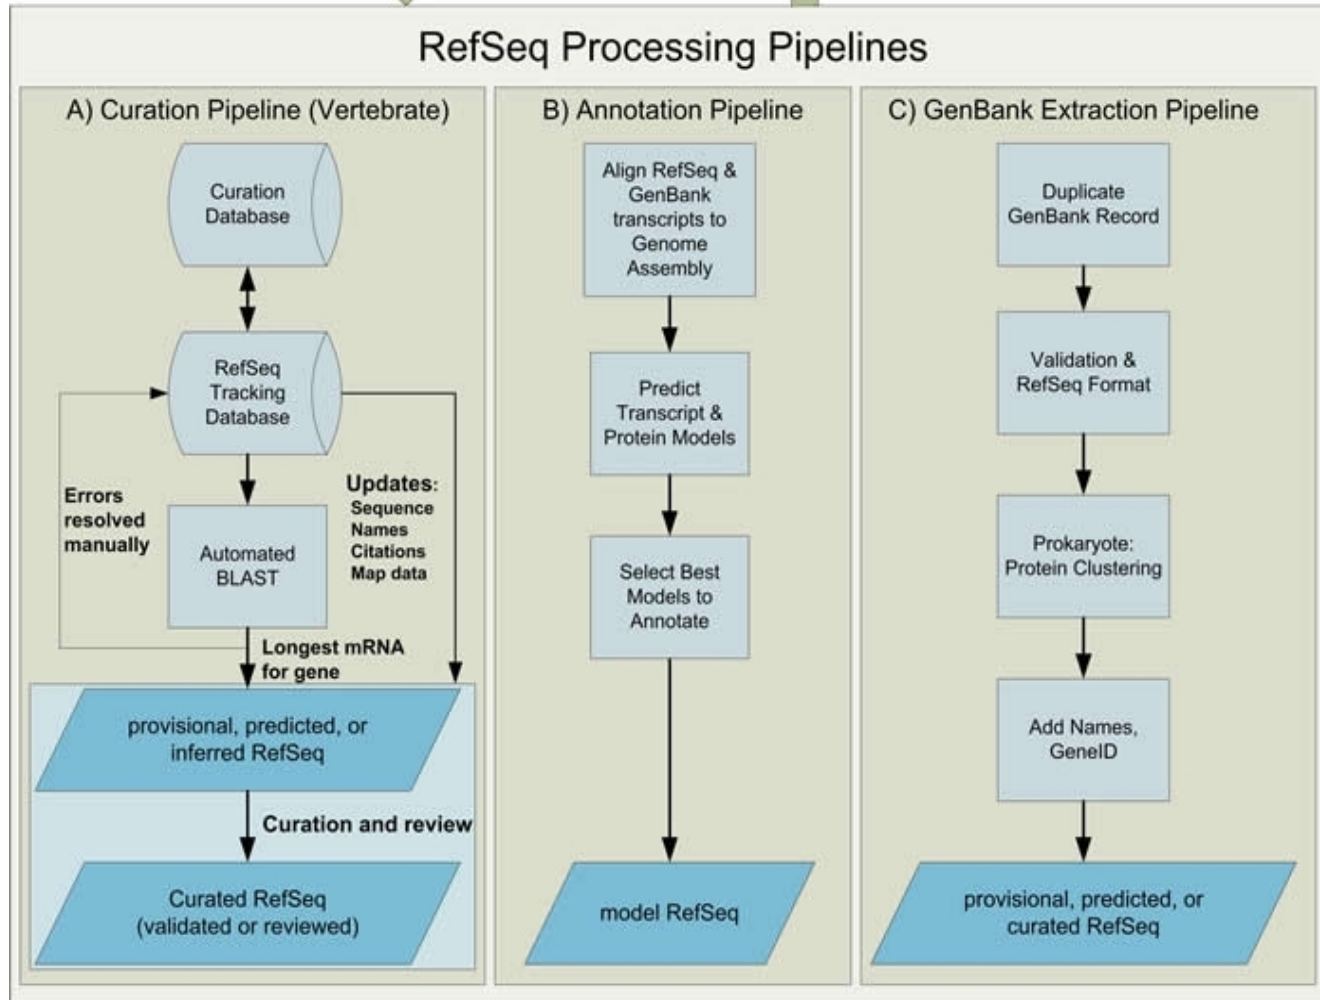 RefSeq Processing Pipelines
A) Curation Pipeline (Vertebrate)
Curation
Database
RefSeq
Tracking
Database
Errors
resolved
manually
Updates:
Sequence
Names
Citations
Map data
Automated
BLAST
Longest mRNA
for gene
provisional, predicted, or
inferred RefSeq
Curation and review
Curated RefSeq
(validated or reviewed)
B) Annotation Pipeline
Align RefSeq &
GenBank
transcripts to
Genome
Assembly
Predict
Transcript &
Protein Models
Select Best
Models to
Annotate
model RefSeq
C) GenBank Extraction Pipeline
Duplicate
GenBank Record
Validation &
RefSeq Format
Prokaryote:
Protein Clustering
Add Names,
GeneID
provisional, predicted, or
curated RefSeq